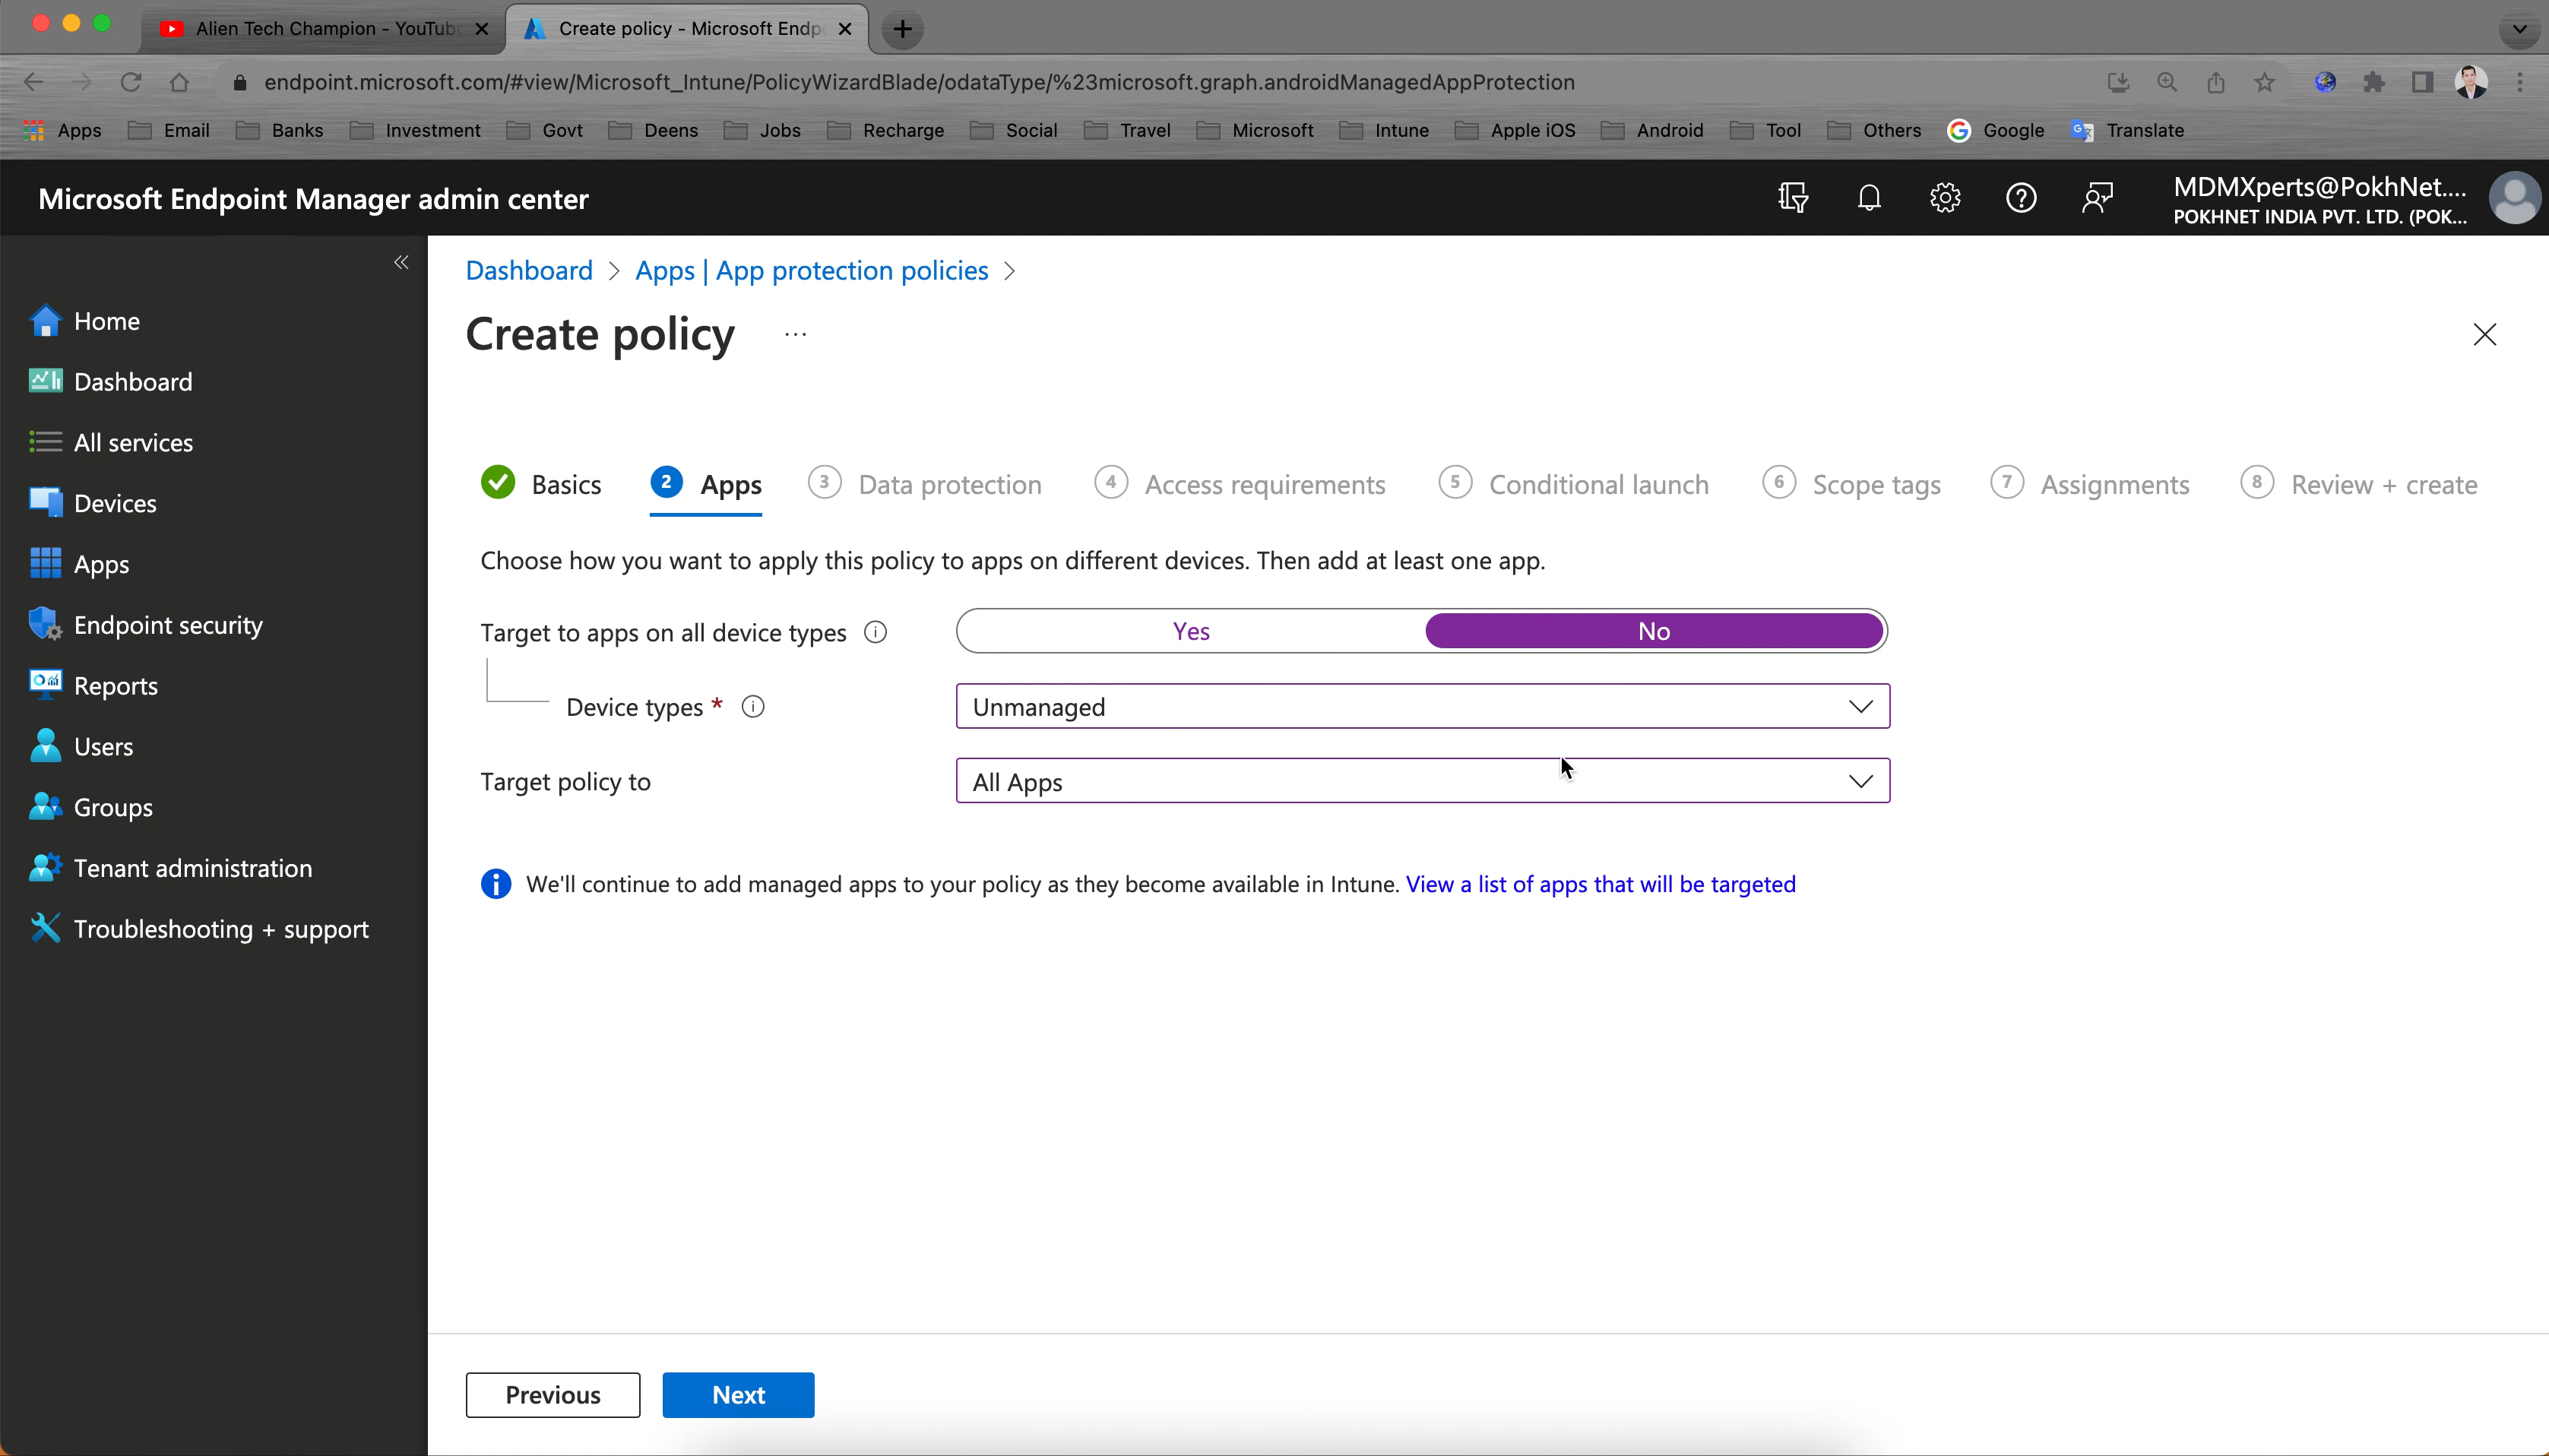 Alien Tech Champion - YouTub
Create policy - Microsoft Endp
endpoint.microsoft.com/#view/Microsoft_Intune/PolicyWizardBlade/odataType/%23microsoft.graph.androidManagedAppProtection
Apps Email Banks Investment Govt Deens Jobs Recharge Social Travel Microsoft Intune Apple iOS Android Tool Others Google Translate
Microsoft Endpoint Manager admin center
MDMXperts@PokhNet....
POKHNET INDIA PVT. LTD. (POK...
Home
Dashboard
All services
Devices
Apps
Endpoint security
Reports
Users
Groups
Tenant administration
Troubleshooting + support
Dashboard > Apps | App protection policies >
Create policy ...
Basics 2 Apps 3 Data protection 4 Access requirements 5 Conditional launch 6 Scope tags 7 Assignments 8 Review + create
Choose how you want to apply this policy to apps on different devices. Then add at least one app.
Target to apps on all device types Yes No
Device types * Unmanaged
Target policy to All Apps
We'll continue to add managed apps to your policy as they become available in Intune. View a list of apps that will be targeted
Previous Next